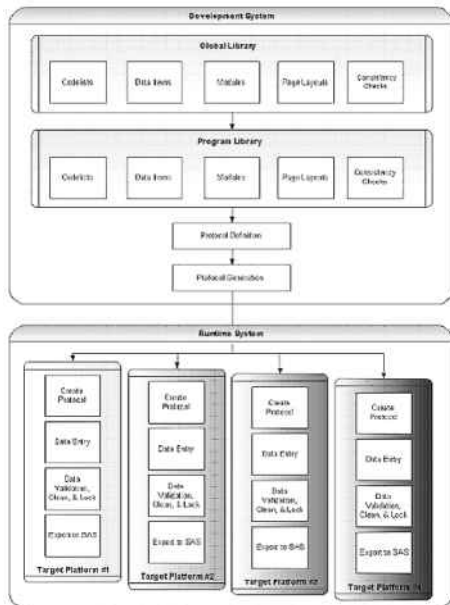 Development System
Global Library
Codelists
Data Items
Modules
Page Layouts
Consistency
Checks
Program Library
Codelists
Data Items
Modules
Page Layouts
Consistency
Checks
Protocol Definition
Protocol Generation
Runtime System
Create
Protocol
Data Entry
Data
Validation,
Clean, & Lock
Export to SAS
Target Platform #1
Create
Protocol
Data Entry
Data
Validation,
Clean, & Lock
Export to SAS
Target Platform #2
Create
Protocol
Data Entry
Data
Validation,
Clean, & Lock
Export to SAS
Target Platform
Create
Protocol
Data Entry
Data
Validation,
Clean, & Lock
Export to SAS
Target Platform